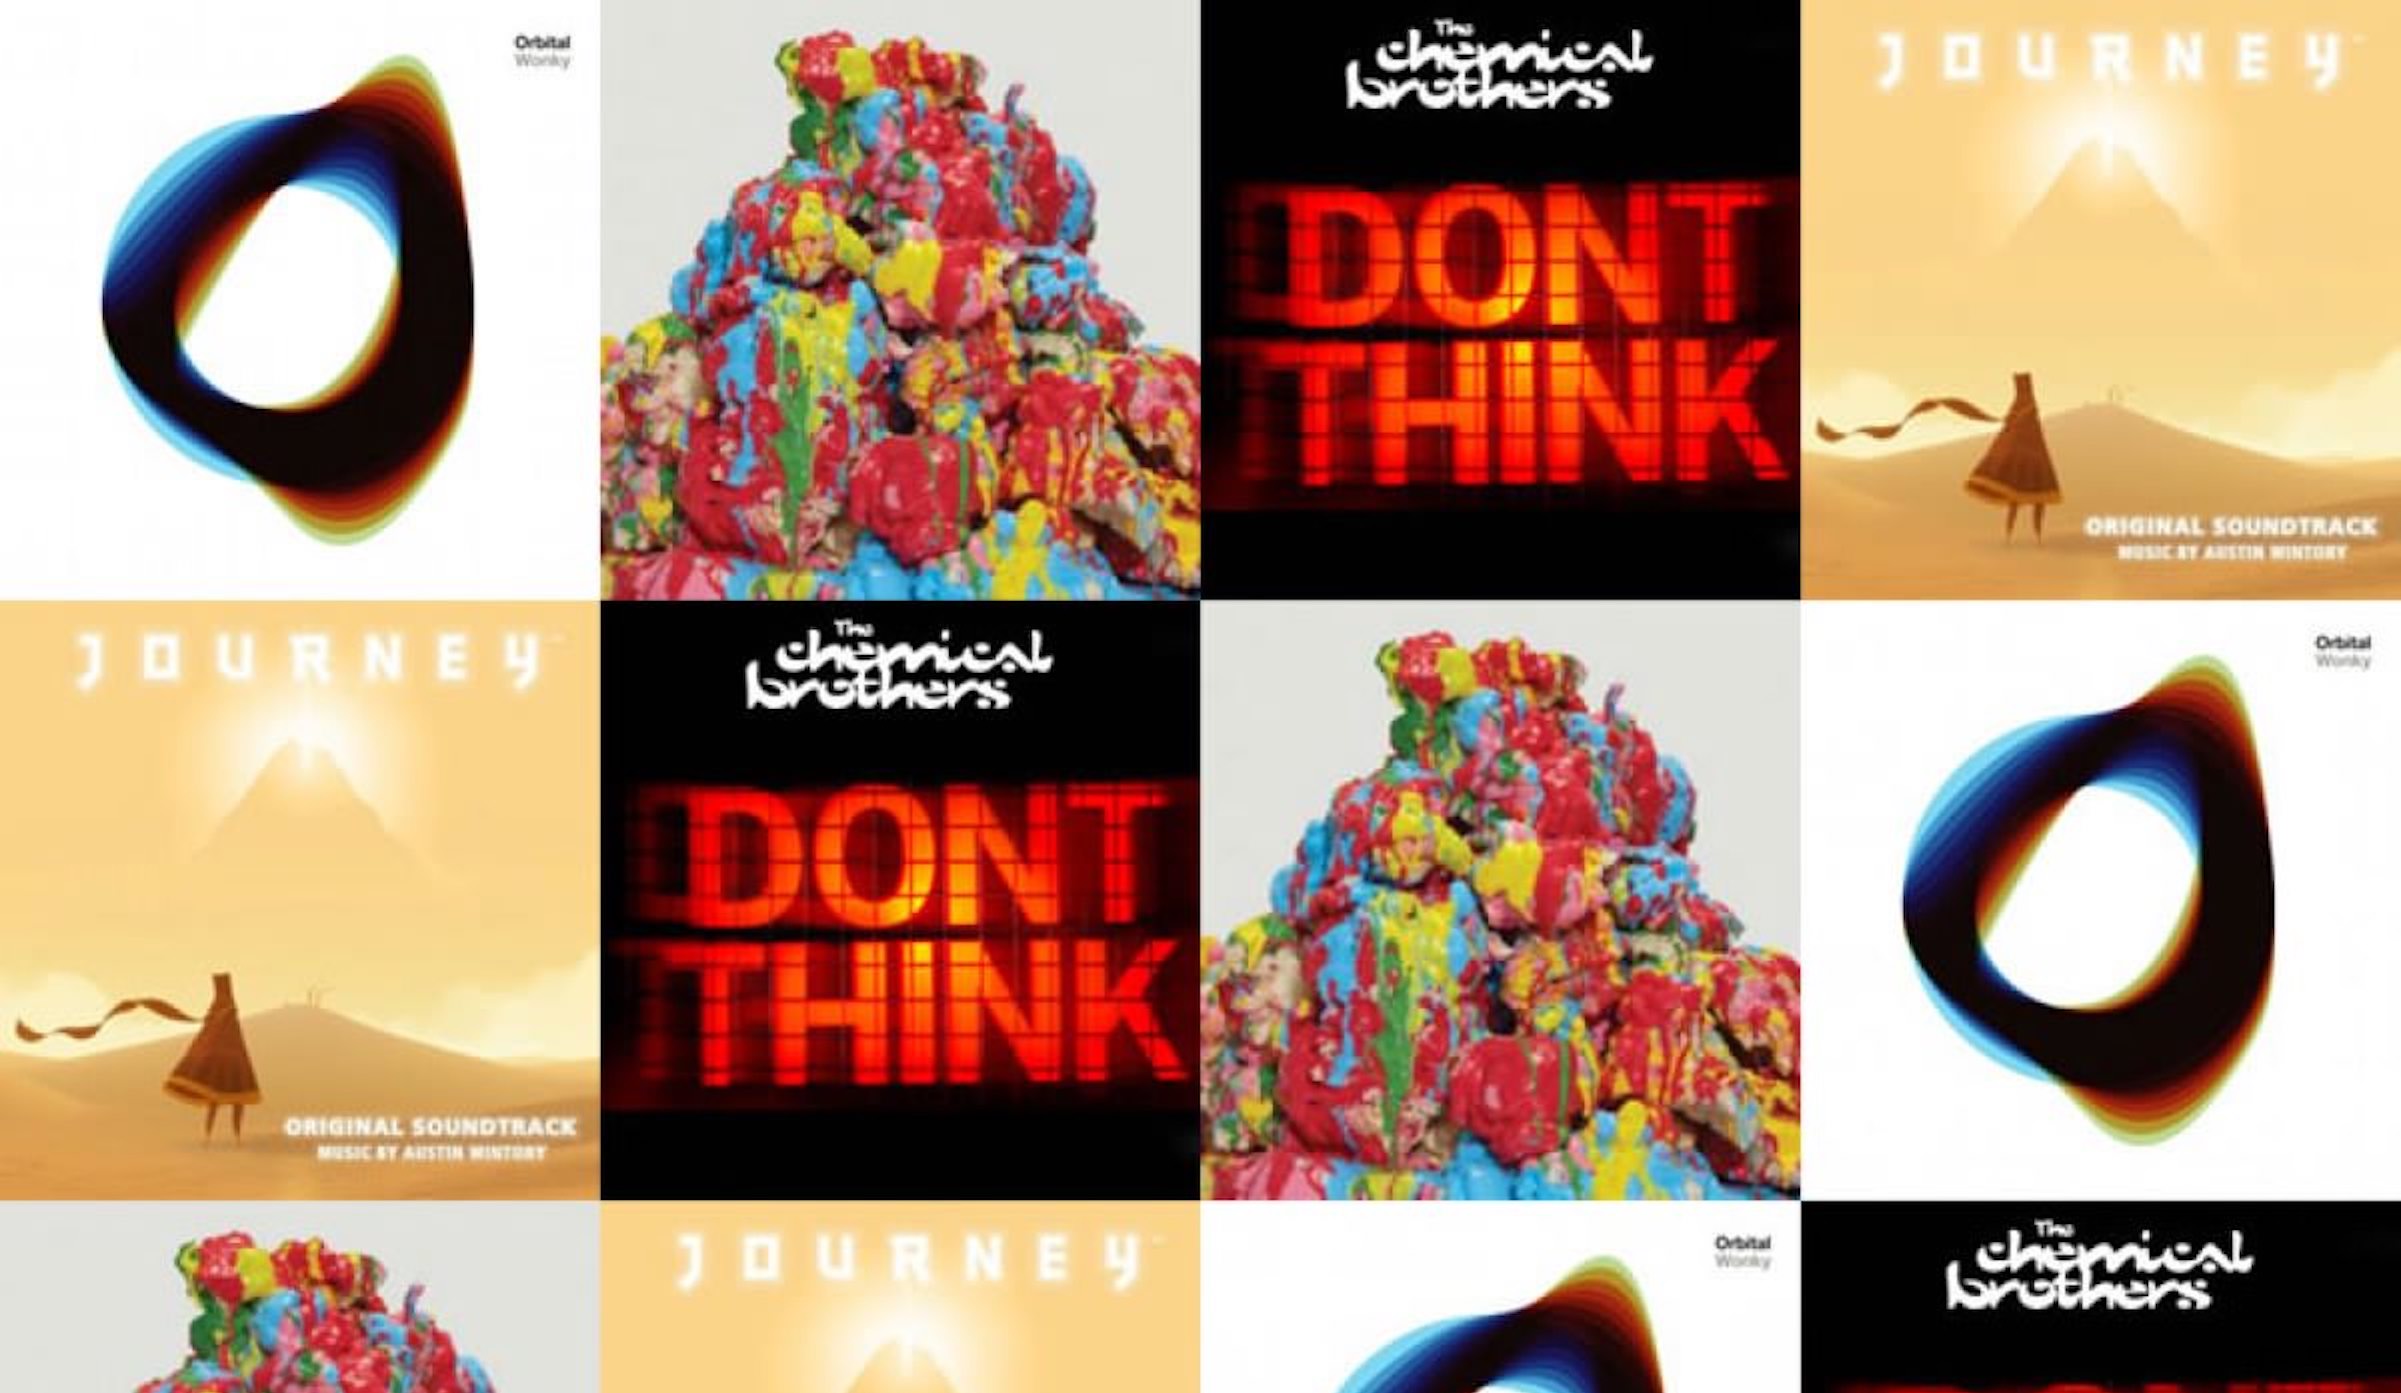 Orbital
Wonky
The
chemical
brothers
DONT
THINK
JOURNEY
ORIGINAL SOUNDTRACK
MUSIC BY AUSTIN WINTORY
JOURNEY
ORIGINAL SOUNDTRACK
MUSIC BY AUSTIN WINTORY
The
chemical
brothers
DONT
THINK
Orbital
Wonky
JOURNEY
Orbital
Wonky
The
chemical
brothers